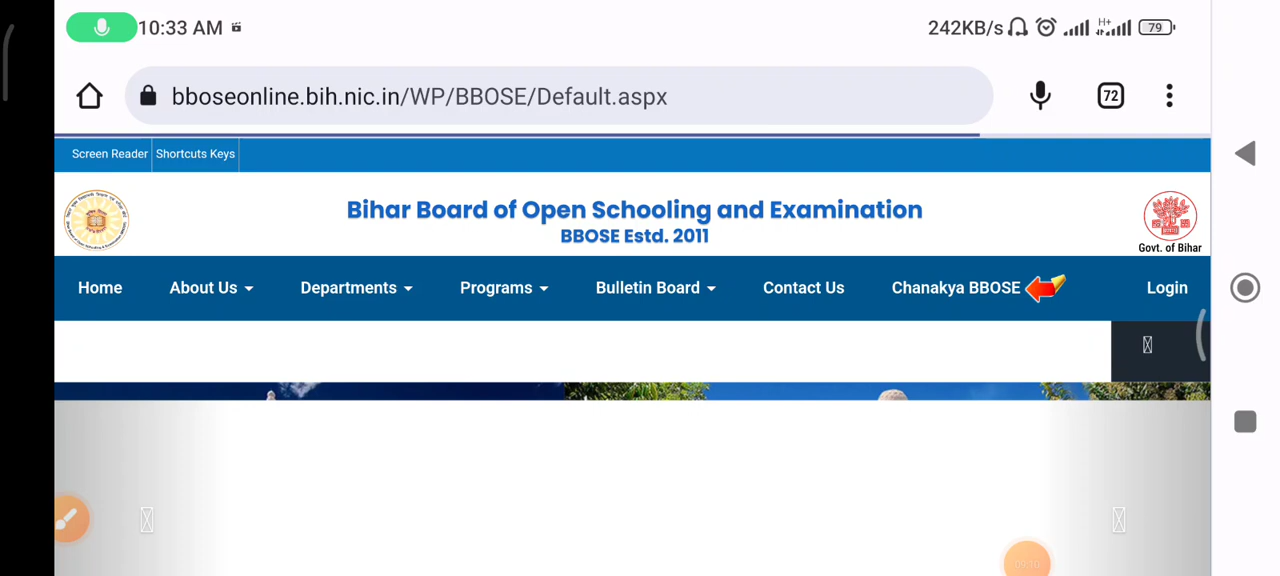 10:33 AM
242KB/s
H+
79
bboseonline.bih.nic.in/WP/BBOSE/Default.aspx
72
Screen Reader
Shortcuts Keys
Bihar Board of Open Schooling and Examination
BBOSE Estd. 2011
Govt. of Bihar
Home
About Us
Departments
Programs
Bulletin Board
Contact Us
Chanakya BBOSE
Login
09:10